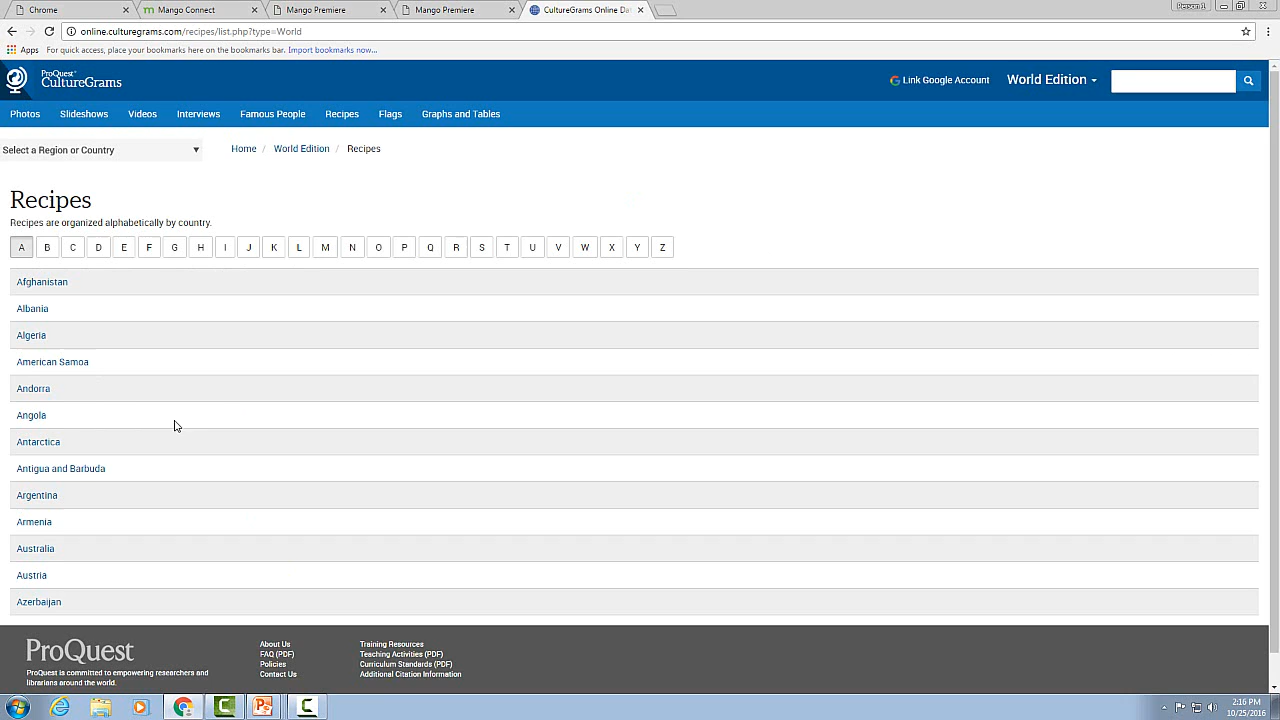 Chrome
Mango Connect
Mango Premiere
Mango Premiere
CultureGrams Online Da
Person 1
online.culturegrams.com/recipes/list.php?type=World
Apps For quick access, place your bookmarks here on the bookmarks bar. Import bookmarks now...
ProQuest
CultureGrams
Link Google Account
World Edition
Photos Slideshows Videos Interviews Famous People Recipes Flags Graphs and Tables
Select a Region or Country
Home / World Edition / Recipes
Recipes
Recipes are organized alphabetically by country.
A B C D E F G H I J K L M N O P Q R S T U V W X Y Z
Afghanistan
Albania
Algeria
American Samoa
Andorra
Angola
Antarctica
Antigua and Barbuda
Argentina
Armenia
Australia
Austria
Azerbaijan
ProQuest
ProQuest is committed to empowering researchers and
librarians around the world.
About Us
FAQ (PDF)
Policies
Contact Us
Training Resources
Teaching Activities (PDF)
Curriculum Standards (PDF)
Additional Citation Information
2:16 PM
10/25/2016